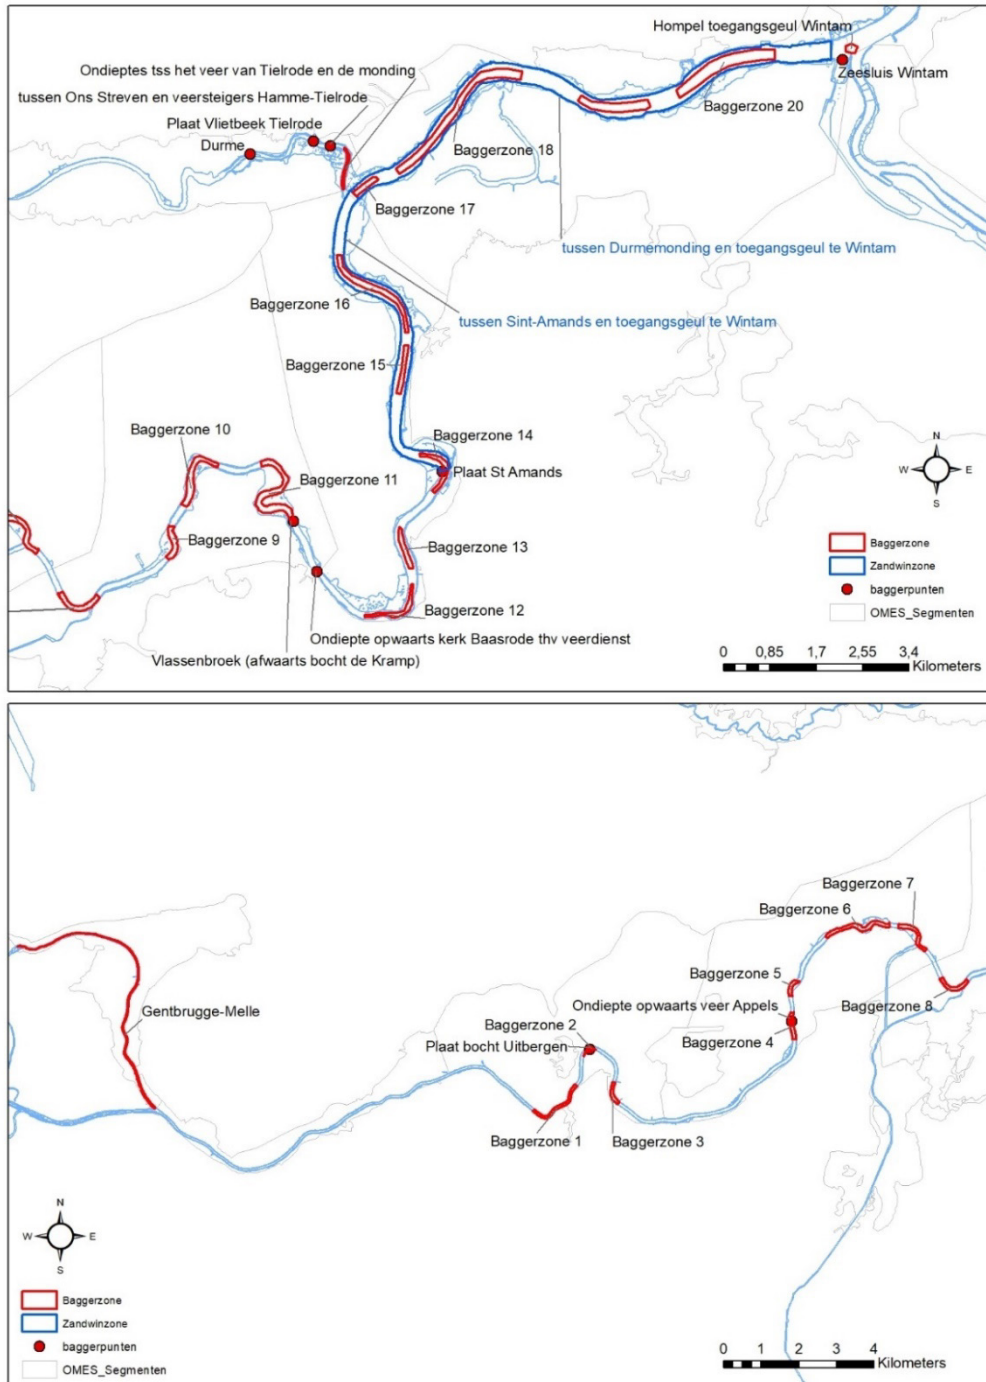 Hompel toegangsgeul Wintam
Ondieptes tss het veer van Tielrode en de monding
Zeesluis Wintam
tussen Ons Streven en veersteigers Hamme-Tielrode
Baggerzone 20
Plaat Vlietbeek Tielrode
Durme
Baggerzone 18
Baggerzone 17
tussen Durmemonding en toegangsgeul te Wintam
Baggerzone 16
tussen Sint-Amands en toegangsgeul te Wintam
Baggerzone 15
Baggerzone 10
Baggerzone 14
Plaat St Amands
Baggerzone 11
Baggerzone 9
Baggerzone 13
Baggerzone 12
Ondiepte opwaarts kerk Baasrode thv veerdienst
Vlassenbroek (afwaarts bocht de Kramp)
N
W E
S
Baggerzone
Zandwinzone
baggerpunten
OMES_Segmenten
0 0,85 1,7 2,55 3,4
Kilometers
Baggerzone 7
Baggerzone 6
Baggerzone 5
Ondiepte opwaarts veer Appels
Baggerzone 8
Gentbrugge-Melle
Baggerzone 2
Plaat bocht Uitbergen
Baggerzone 4
Baggerzone 1
Baggerzone 3
N
W E
S
Baggerzone
Zandwinzone
baggerpunten
OMES_Segmenten
0 1 2 3 4
Kilometers